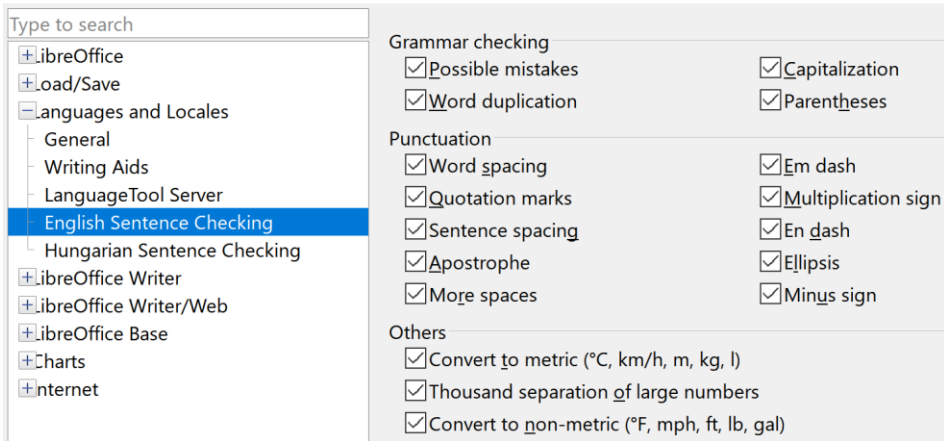 Type to search
LibreOffice
Load/Save
Languages and Locales
General
Writing Aids
LanguageTool Server
English Sentence Checking
Hungarian Sentence Checking
LibreOffice Writer
LibreOffice Writer/Web
LibreOffice Base
Charts
Internet
Grammar checking
Possible mistakes
Capitalization
Word duplication
Parentheses
Punctuation
Word spacing
Em dash
Quotation marks
Multiplication sign
Sentence spacing
En dash
Apostrophe
Ellipsis
More spaces
Minus sign
Others
Convert to metric (°C, km/h, m, kg, l)
Thousand separation of large numbers
Convert to non-metric (°F, mph, ft, lb, gal)